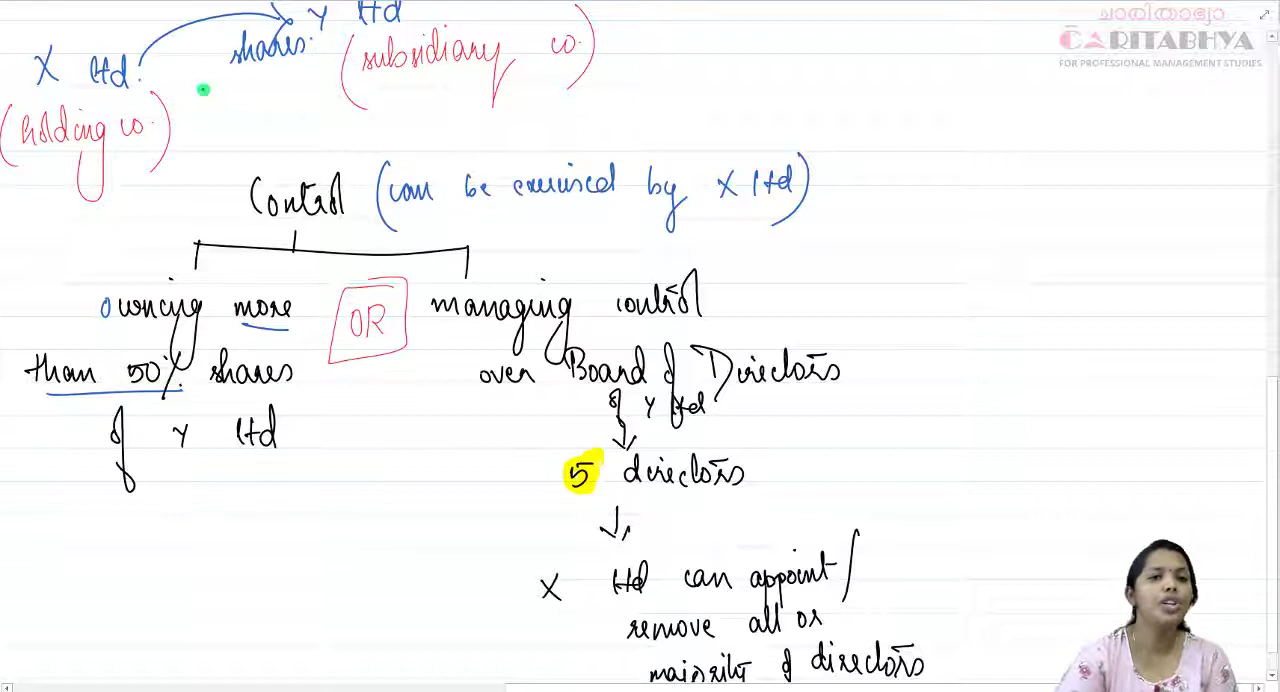 Y Ltd
ചാരിതാഭ്യാ
CARITABHYA
FOR PROFESSIONAL MANAGEMENT STUDIES
X Ltd.
shares.
(subsidiary co.)
(holding co.)
Control (can be exercised by X Ltd)
owncing more
OR
managing control
than 50% shares
over Board of Directors
of Y Ltd
of Y Ltd
5 directors
X Ltd can appoint/
remove all or
majority of directors